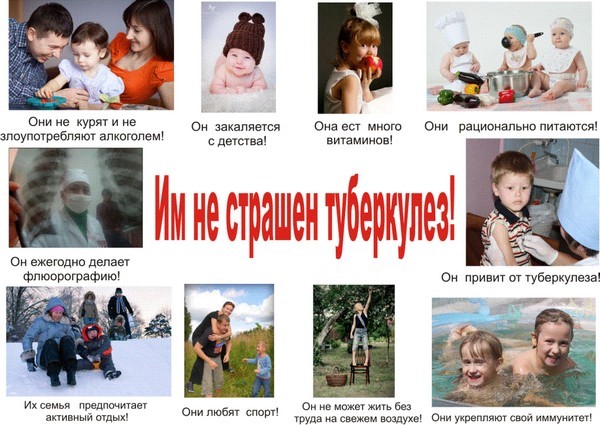 Они не курят и не
злоупотребляют алкоголем!
Он закаляется
с детства!
Она ест много
витаминов!
Они рационально питаются!
Им не страшен туберкулез!
Он ежегодно делает
флюорографию!
Он привит от туберкулеза!
Их семья предпочитает
активный отдых!
Они любят спорт!
Он не может жить без
труда на свежем воздухе!
Они укрепляют свой иммунитет!